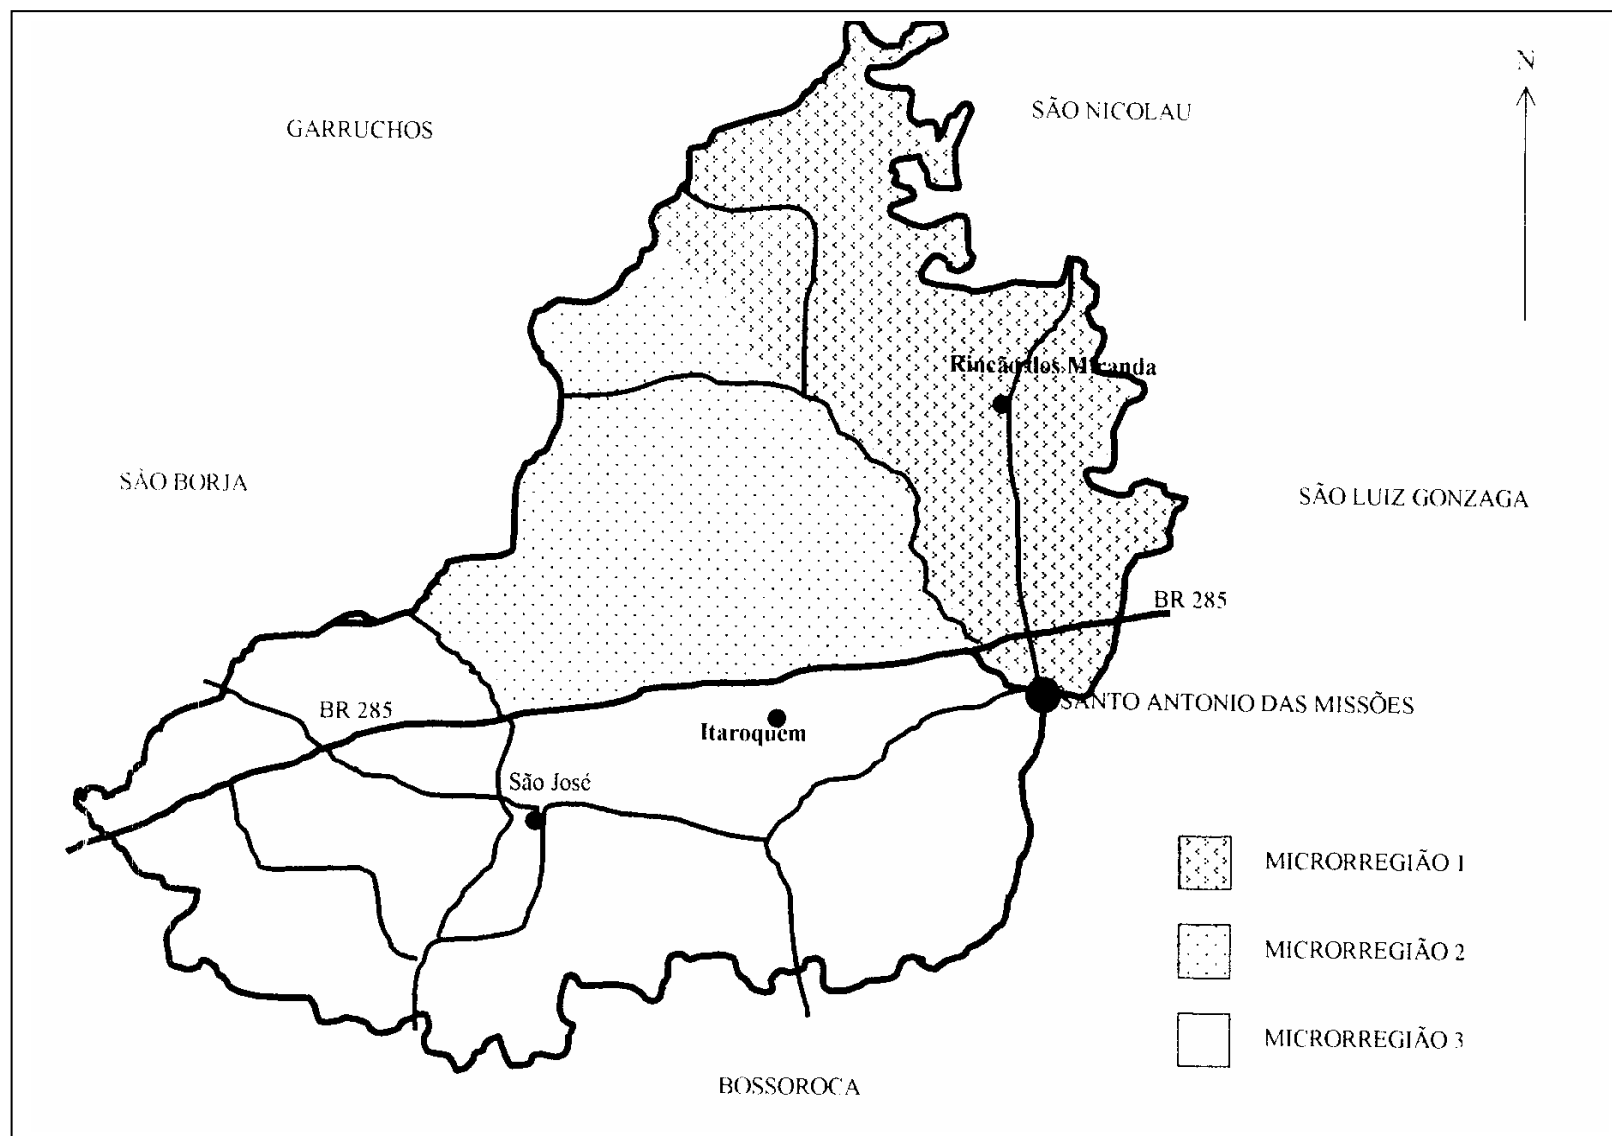 N
SÃO NICOLAU
GARRUCHOS
Rincão dos Miranda
SÃO BORJA
SÃO LUIZ GONZAGA
BR 285
BR 285
SANTO ANTONIO DAS MISSÕES
Itaroquem
São José
MICRORREGIÃO 1
MICRORREGIÃO 2
MICRORREGIÃO 3
BOSSOROCA